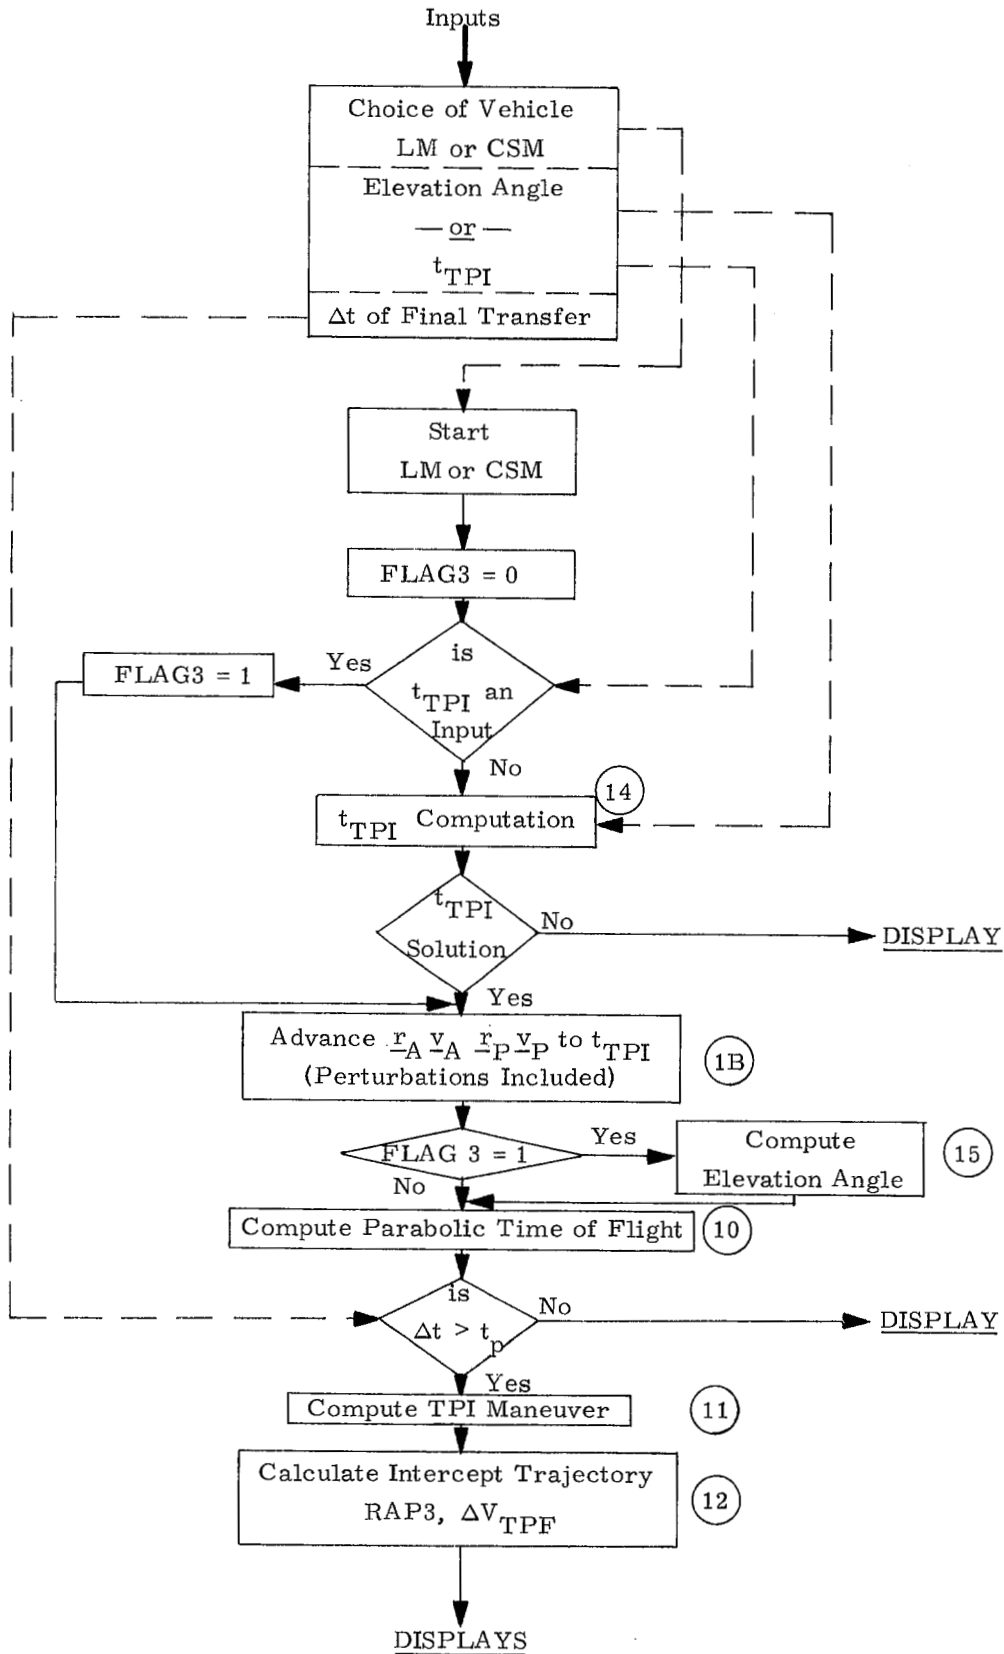 Inputs
Choice of Vehicle
LM or CSM
Elevation Angle
— or —
tTPI
Δt of Final Transfer
Start
LM or CSM
FLAG3 = 0
is
tTPI an
Input
Yes
FLAG3 = 1
No
14
tTPI Computation
tTPI
Solution
No
DISPLAY
Yes
Advance rA vA rP vP to tTPI
(Perturbations Included)
1B
FLAG 3 = 1
Yes
Compute
Elevation Angle
15
No
Compute Parabolic Time of Flight
10
is
Δt > tp
No
DISPLAY
Yes
Compute TPI Maneuver
11
Calculate Intercept Trajectory
RAP3, ΔVTPF
12
DISPLAYS